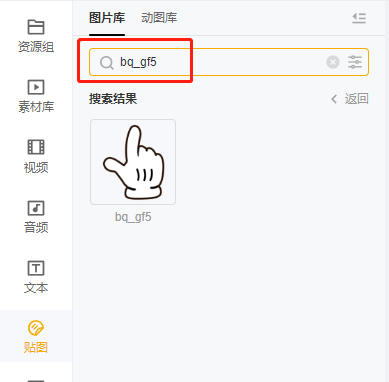 资源组
素材库
视频
音频
文本
贴图
图片库 动图库
bq_gf5
搜索结果 返回
bq_gf5